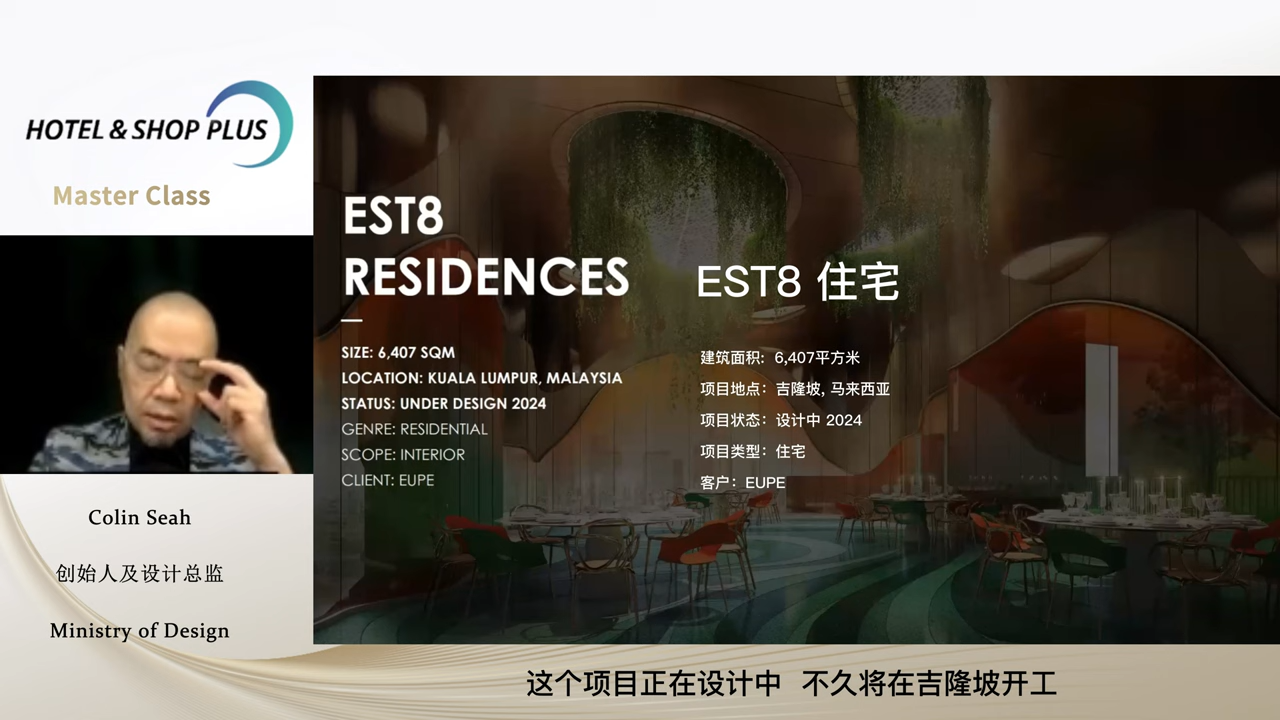 HOTEL & SHOP PLUS
Master Class
Colin Seah
创始人及设计总监
Ministry of Design
EST8
RESIDENCES
SIZE: 6,407 SQM
LOCATION: KUALA LUMPUR, MALAYSIA
STATUS: UNDER DESIGN 2024
GENRE: RESIDENTIAL
SCOPE: INTERIOR
CLIENT: EUPE
EST8 住宅
建筑面积: 6,407平方米
项目地点: 吉隆坡, 马来西亚
项目状态: 设计中 2024
项目类型: 住宅
客户: EUPE
这个项目正在设计中 不久将在吉隆坡开工